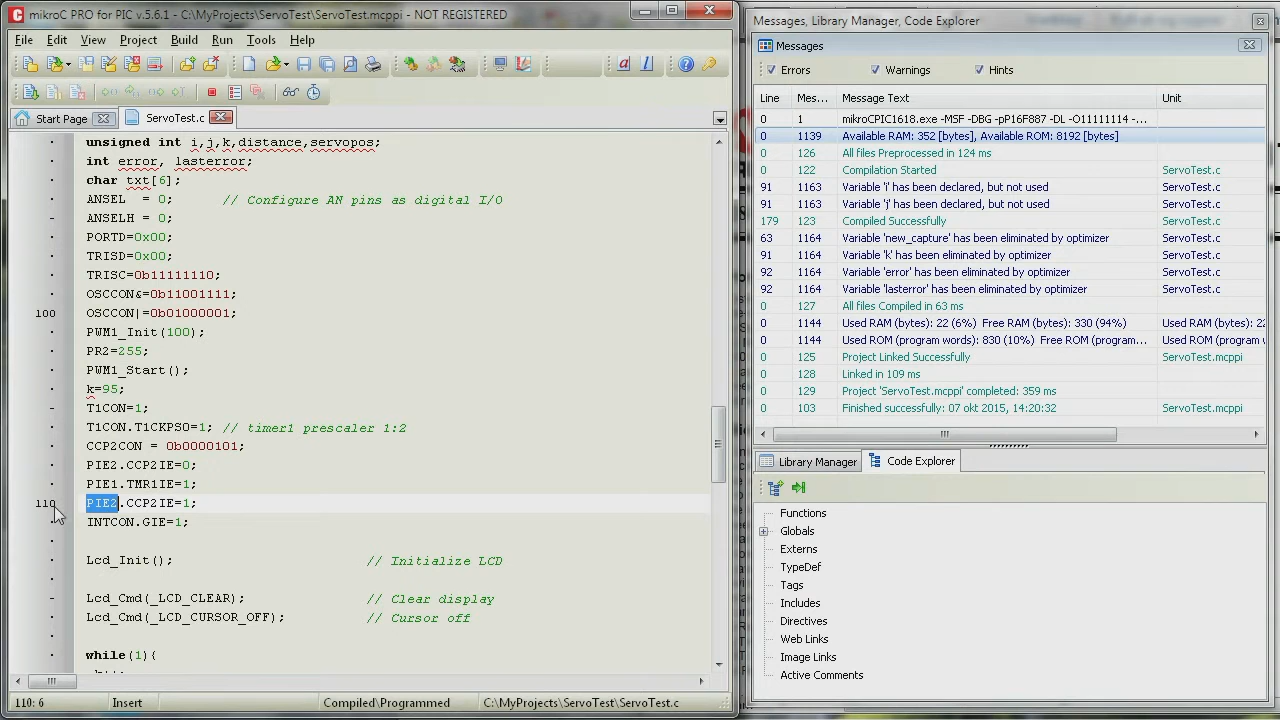 mikroC PRO for PIC v.5.6.1 - C:\MyProjects\ServoTest\ServoTest.mcppi - NOT REGISTERED
File Edit View Project Build Run Tools Help
Start Page ServoTest.c
unsigned int i,j,k,distance,servopos;
int error, lasterror;
char txt[6];
ANSEL  = 0;      // Configure AN pins as digital I/O
ANSELH = 0;
PORTD=0x00;
TRISD=0x00;
TRISC=0b11111110;
OSCCON&=0b11001111;
100 OSCCON|=0b01000001;
PWM1_Init(100);
PR2=255;
PWM1_Start();
k=95;
T1CON=1;
T1CON.T1CKPS0=1; // timer1 prescaler 1:2
CCP2CON = 0b0000101;
PIE2.CCP2IE=0;
PIE1.TMR1IE=1;
110 PIE2.CCP2IE=1;
INTCON.GIE=1;
Lcd_Init();                        // Initialize LCD
Lcd_Cmd(_LCD_CLEAR);               // Clear display
Lcd_Cmd(_LCD_CURSOR_OFF);          // Cursor off
while(1){
110: 6 Insert Compiled\Programmed C:\MyProjects\ServoTest\ServoTest.c
Messages, Library Manager, Code Explorer
Messages
Errors Warnings Hints
Line Mes... Message Text Unit
0 1 mikroCPIC1618.exe -MSF -DBG -pP16F887 -DL -O11111114 -...
0 1139 Available RAM: 352 [bytes], Available ROM: 8192 [bytes]
0 126 All files Preprocessed in 124 ms
0 122 Compilation Started ServoTest.c
91 1163 Variable 'i' has been declared, but not used ServoTest.c
91 1163 Variable 'j' has been declared, but not used ServoTest.c
179 123 Compiled Successfully ServoTest.c
63 1164 Variable 'new_capture' has been eliminated by optimizer ServoTest.c
91 1164 Variable 'k' has been eliminated by optimizer ServoTest.c
92 1164 Variable 'error' has been eliminated by optimizer ServoTest.c
92 1164 Variable 'lasterror' has been eliminated by optimizer ServoTest.c
0 127 All files Compiled in 63 ms
0 1144 Used RAM (bytes): 22 (6%)  Free RAM (bytes): 330 (94%) Used RAM (bytes): 22
0 1144 Used ROM (program words): 830 (10%)  Free ROM (program... Used ROM (program w
0 125 Project Linked Successfully ServoTest.mcppi
0 128 Linked in 109 ms
0 129 Project 'ServoTest.mcppi' completed: 359 ms
0 103 Finished successfully: 07 okt 2015, 14:20:32 ServoTest.mcppi
Library Manager Code Explorer
Functions
Globals
Externs
TypeDef
Tags
Includes
Directives
Web Links
Image Links
Active Comments